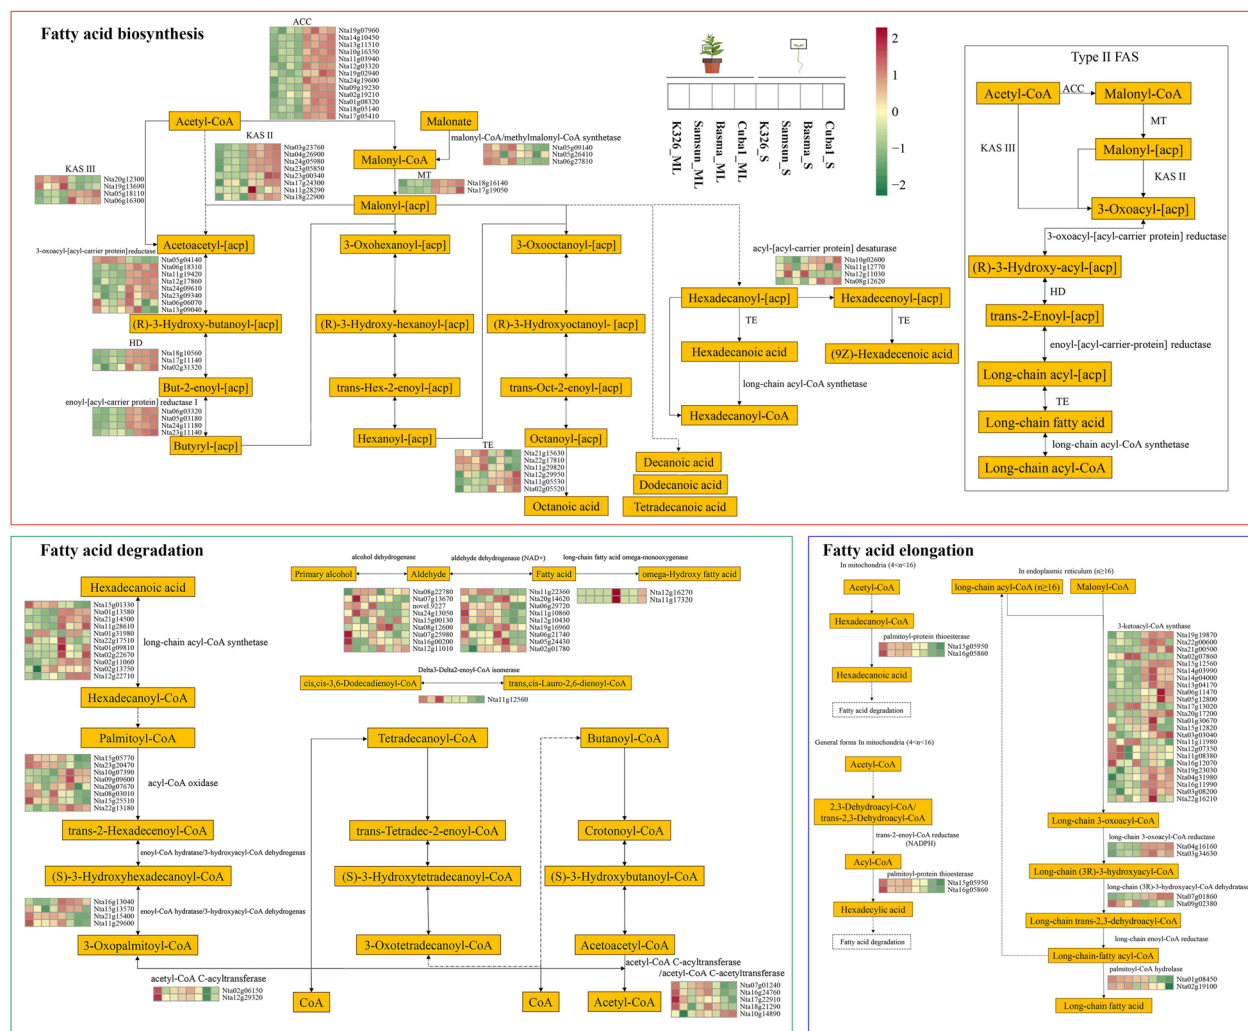 Fatty acid biosynthesis
ACC
Nta19g07960
Nta14g10450
Nta13g11510
Nta10g16350
Nta11g03940
Nta12g03320
Nta19g02940
Nta24g19600
Nta09g19230
Nta02g19210
Nta01g08320
Nta18g05140
Nta17g05410
Acetyl-CoA
KAS III
Nta20g12300
Nta19g13690
Nta05g18110
Nta06g16300
KAS II
Nta03g23760
Nta04g26900
Nta24g05980
Nta23g05850
Nta23g00340
Nta17g24300
Nta11g28290
Nta18g22900
Malonate
malonyl-CoA/methylmalonyl-CoA synthetase
Nta05g09140
Nta05g26410
Nta06g27810
Malonyl-CoA
MT
Nta18g16140
Nta17g19050
Malonyl-[acp]
K326_ML
Samsun_ML
Basma_ML
Cuba1_ML
K326_S
Samsun_S
Basma_S
Cuba1_S
2
1
0
−1
−2
Acetoacetyl-[acp]
3-Oxohexanoyl-[acp]
3-Oxooctanoyl-[acp]
3-oxoacyl-[acyl-carrier protein] reductase
Nta05g04140
Nta06g18310
Nta11g19420
Nta12g17860
Nta24g09610
Nta23g09340
Nta06g06070
Nta13g09040
acyl-[acyl-carrier protein] desaturase
Nta10g02600
Nta11g12770
Nta12g11030
Nta08g12620
(R)-3-Hydroxy-butanoyl-[acp]
(R)-3-Hydroxy-hexanoyl-[acp]
(R)-3-Hydroxyoctanoyl- [acp]
Hexadecanoyl-[acp]
Hexadecenoyl-[acp]
TE
TE
Hexadecanoic acid
(9Z)-Hexadecenoic acid
long-chain acyl-CoA synthetase
Hexadecanoyl-CoA
HD
Nta18g10560
Nta17g11140
Nta02g31320
But-2-enoyl-[acp]
trans-Hex-2-enoyl-[acp]
trans-Oct-2-enoyl-[acp]
enoyl-[acyl-carrier protein] reductase I
Nta06g03320
Nta05g03180
Nta24g11180
Nta23g11140
Butyryl-[acp]
Hexanoyl-[acp]
Octanoyl-[acp]
TE
Nta21g15630
Nta22g17810
Nta11g29820
Nta12g29950
Nta11g05530
Nta02g05520
Octanoic acid
Decanoic acid
Dodecanoic acid
Tetradecanoic acid
Type II FAS
Acetyl-CoA
ACC
Malonyl-CoA
MT
KAS III
Malonyl-[acp]
KAS II
3-Oxoacyl-[acp]
3-oxoacyl-[acyl-carrier protein] reductase
(R)-3-Hydroxy-acyl-[acp]
HD
trans-2-Enoyl-[acp]
enoyl-[acyl-carrier-protein] reductase
Long-chain acyl-[acp]
TE
Long-chain fatty acid
long-chain acyl-CoA synthetase
Long-chain acyl-CoA
Fatty acid degradation
Hexadecanoic acid
Nta15g01330
Nta01g13580
Nta21g14500
Nta11g28610
Nta01g31980
Nta22g17510
Nta01g09810
Nta02g22670
Nta02g11060
Nta02g13750
Nta12g22710
long-chain acyl-CoA synthetase
Hexadecanoyl-CoA
Palmitoyl-CoA
Nta15g05770
Nta23g20470
Nta10g07390
Nta09g09600
Nta20g07670
Nta08g03010
Nta15g25510
Nta22g13180
acyl-CoA oxidase
trans-2-Hexadecenoyl-CoA
enoyl-CoA hydratase/3-hydroxyacyl-CoA dehydrogenas
(S)-3-Hydroxyhexadecanoyl-CoA
Nta16g13040
Nta15g13570
Nta21g15400
Nta11g29600
enoyl-CoA hydratase/3-hydroxyacyl-CoA dehydrogenas
3-Oxopalmitoyl-CoA
acetyl-CoA C-acyltransferase
Nta02g06150
Nta12g29320
alcohol dehydrogenase
aldehyde dehydrogenase (NAD+)
long-chain fatty acid omega-monooxygenase
Primary alcohol
Aldehyde
Fatty acid
omega-Hydroxy fatty acid
Nta08g22780
Nta07g13670
novel.9227
Nta24g13050
Nta15g00130
Nta08g12600
Nta07g25980
Nta16g00200
Nta12g11010
Nta11g22360
Nta20g14620
Nta06g29720
Nta11g10860
Nta12g10430
Nta19g16960
Nta06g21740
Nta05g24430
Nta02g01780
Nta12g16270
Nta11g17320
Delta3-Delta2-enoyl-CoA isomerase
cis,cis-3,6-Dodecadienoyl-CoA
trans,cis-Lauro-2,6-dienoyl-CoA
Nta11g12560
Tetradecanoyl-CoA
Butanoyl-CoA
trans-Tetradec-2-enoyl-CoA
Crotonoyl-CoA
(S)-3-Hydroxytetradecanoyl-CoA
(S)-3-Hydroxybutanoyl-CoA
3-Oxotetradecanoyl-CoA
Acetoacetyl-CoA
acetyl-CoA C-acyltransferase
/acetyl-CoA C-acetyltransferase
Nta07g01240
Nta16g24760
Nta17g22910
Nta18g21290
Nta10g14890
CoA
CoA
Acetyl-CoA
Fatty acid elongation
In mitochondria (4<n<16)
Acetyl-CoA
Hexadecanoyl-CoA
palmitoyl-protein thioesterase
Nta15g05950
Nta16g05860
Hexadecanoic acid
Fatty acid degradation
General forms In mitochondria (4<n<16)
Acetyl-CoA
2,3-Dehydroacyl-CoA/
trans-2,3-Dehydroacyl-CoA
trans-2-enoyl-CoA reductase
(NADPH)
Acyl-CoA
palmitoyl-protein thioesterase
Nta15g05950
Nta16g05860
Hexadecylic acid
Fatty acid degradation
In endoplasmic reticulum (n≥16)
long-chain acyl-CoA (n≥16)
Malonyl-CoA
3-ketoacyl-CoA synthase
Nta19g19870
Nta22g00600
Nta21g00500
Nta02g07860
Nta15g12560
Nta14g03990
Nta14g04000
Nta13g04170
Nta06g11470
Nta05g12800
Nta17g13020
Nta20g17200
Nta01g30670
Nta15g12820
Nta03g03040
Nta11g11980
Nta12g07350
Nta11g08380
Nta16g12070
Nta19g23030
Nta04g31980
Nta16g11990
Nta03g08200
Nta22g16210
Long-chain 3-oxoacyl-CoA
long-chain 3-oxoacyl-CoA reductase
Nta04g16160
Nta03g34630
Long-chain (3R)-3-hydroxyacyl-CoA
long-chain (3R)-3-hydroxyacyl-CoA dehydratase
Nta07g01860
Nta09g02380
Long-chain trans-2,3-dehydroacyl-CoA
long-chain enoyl-CoA reductase
Long-chain-fatty acyl-CoA
palmitoyl-CoA hydrolase
Nta01g08450
Nta02g19100
Long-chain fatty acid